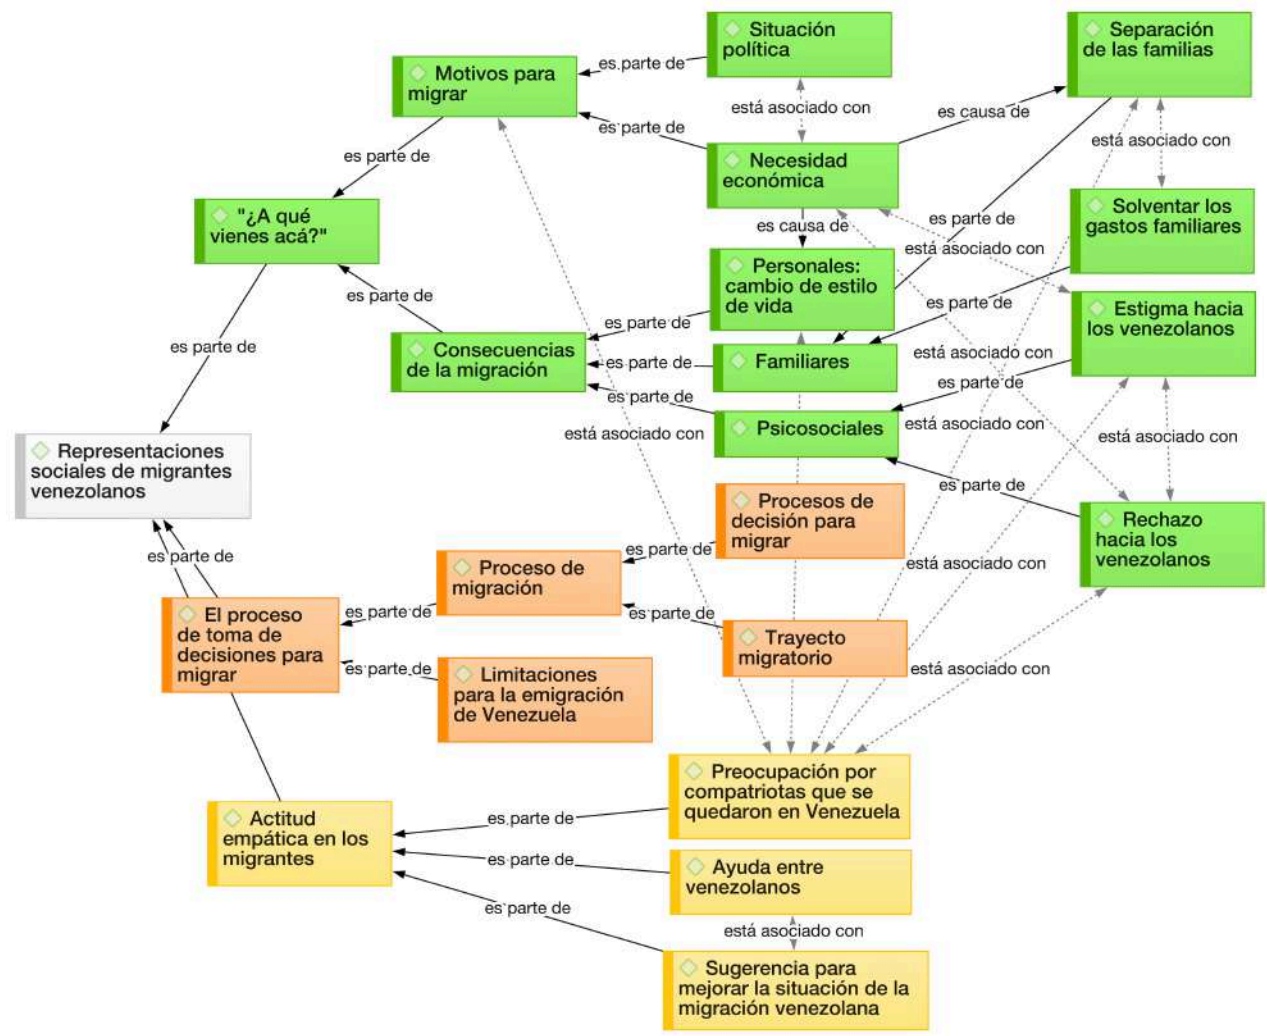 Situación
política
Separación
de las familias
Motivos para
migrar
es parte de
está asociado con
es causa de
es parte de
está asociado con
es parte de
Necesidad
económica
"¿A qué
vienes acá?"
Solventar los
gastos familiares
es causa de
es parte de
está asociado con
Personales:
cambio de estilo
de vida
es parte de
es parte de
Estigma hacia
los venezolanos
es parte de
es parte de
Consecuencias
de la migración
es parte de
Familiares
está asociado con
es parte de
es parte de
está asociado con
Psicosociales
está asociado con
está asociado con
Representaciones
sociales de migrantes
venezolanos
es parte de
Procesos de
decisión para
migrar
Rechazo
hacia los
venezolanos
es parte de
es parte de
Proceso de
migración
está asociado con
El proceso
de toma de
decisiones para
migrar
es parte de
es parte de
Trayecto
migratorio
es parte de
Limitaciones
para la emigración
de Venezuela
está asociado con
Preocupación por
compatriotas que se
quedaron en Venezuela
Actitud
empática en los
migrantes
es parte de
es parte de
Ayuda entre
venezolanos
es parte de
está asociado con
Sugerencia para
mejorar la situación de la
migración venezolana